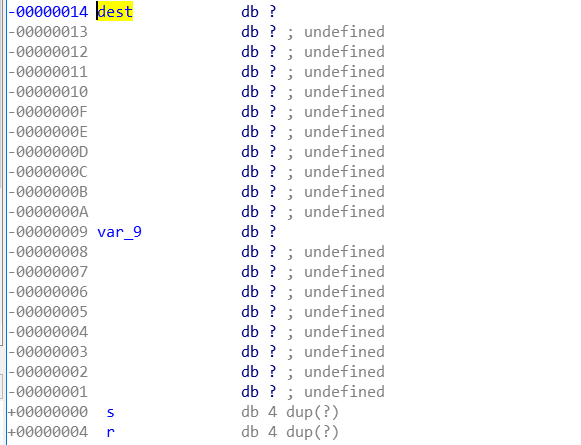 -00000014 dest db ?
-00000013 db ? ; undefined
-00000012 db ? ; undefined
-00000011 db ? ; undefined
-00000010 db ? ; undefined
-0000000F db ? ; undefined
-0000000E db ? ; undefined
-0000000D db ? ; undefined
-0000000C db ? ; undefined
-0000000B db ? ; undefined
-0000000A db ? ; undefined
-00000009 var_9 db ?
-00000008 db ? ; undefined
-00000007 db ? ; undefined
-00000006 db ? ; undefined
-00000005 db ? ; undefined
-00000004 db ? ; undefined
-00000003 db ? ; undefined
-00000002 db ? ; undefined
-00000001 db ? ; undefined
+00000000 s db 4 dup(?)
+00000004 r db 4 dup(?)